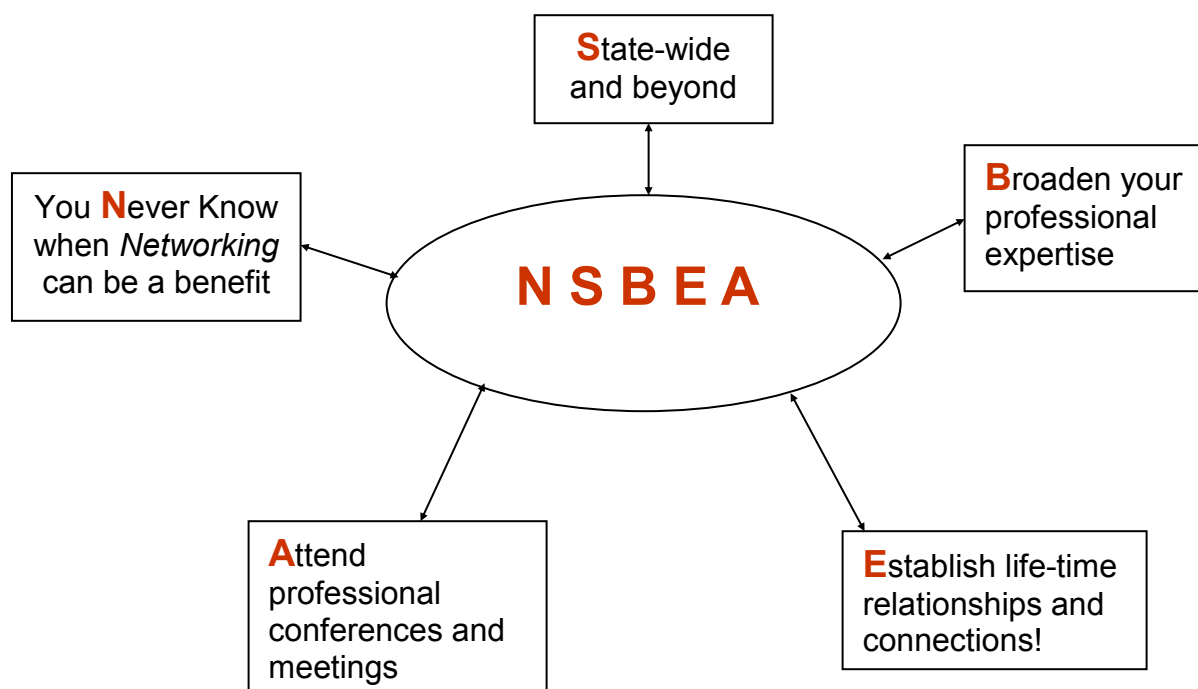 State-wide
and beyond
You Never Know
when Networking
can be a benefit
Broaden your
professional
expertise
N S B E A
Attend
professional
conferences and
meetings
Establish life-time
relationships and
connections!